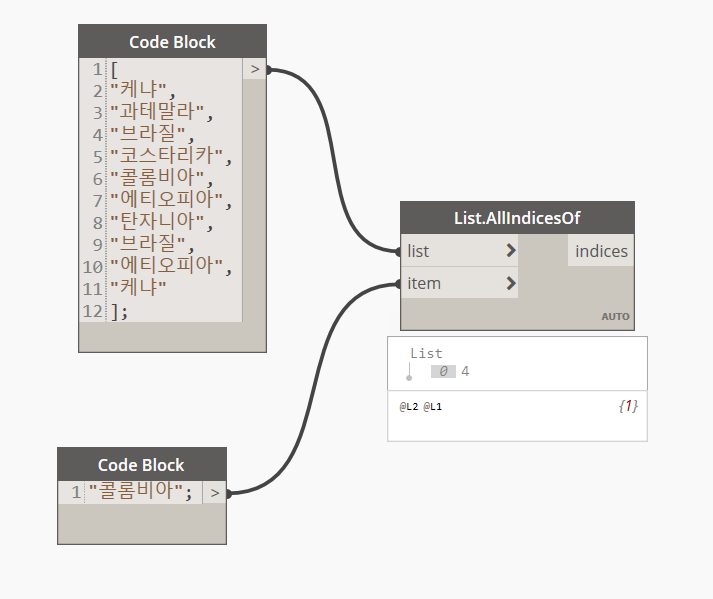 Code Block
1 [ >
2 "케냐",
3 "과테말라",
4 "브라질",
5 "코스타리카",
6 "콜롬비아",
7 "에티오피아",
8 "탄자니아",
9 "브라질",
10 "에티오피아",
11 "케냐"
12 ];
List.AllIndicesOf
list > indices
item >
AUTO
List
0 4
@L2 @L1 {1}
Code Block
1 "콜롬비아"; >